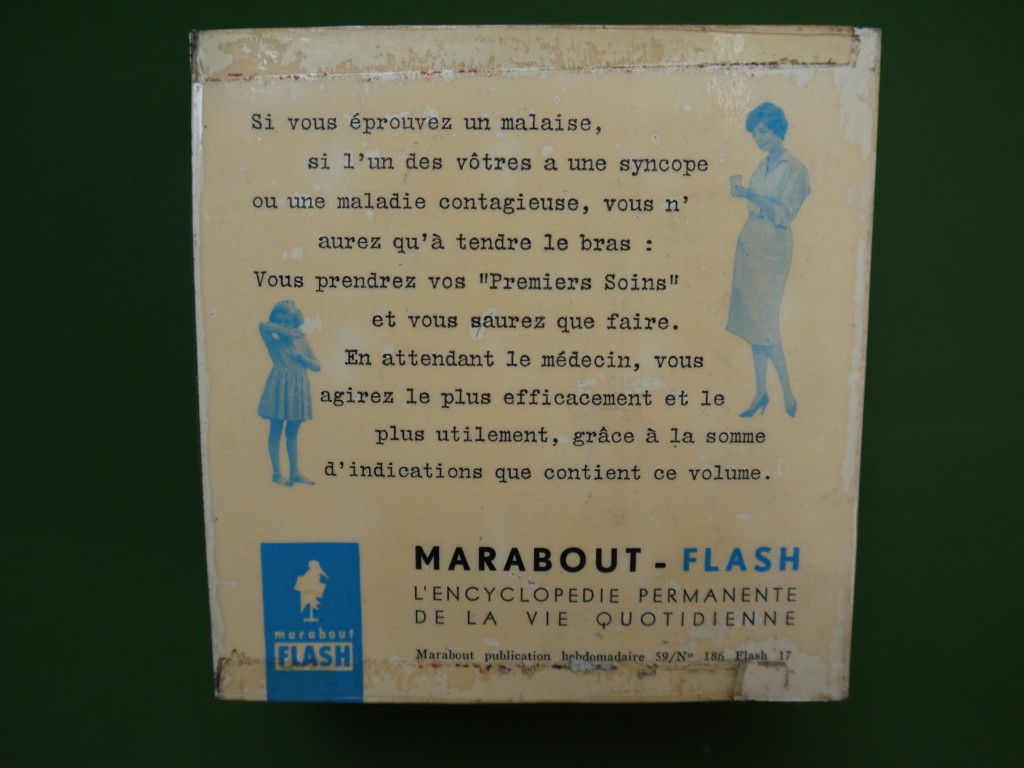 Si vous éprouvez un malaise,
si l'un des vôtres a une syncope
ou une maladie contagieuse, vous n'
aurez qu'à tendre le bras :
Vous prendrez vos "Premiers Soins"
et vous saurez que faire.
En attendant le médecin, vous
agirez le plus efficacement et le
plus utilement, grâce à la somme
d'indications que contient ce volume.
MARABOUT - FLASH
L'ENCYCLOPEDIE PERMANENTE
DE LA VIE QUOTIDIENNE
marabout
FLASH
Marabout publication hebdomadaire 59/Nº 186 Flash 17